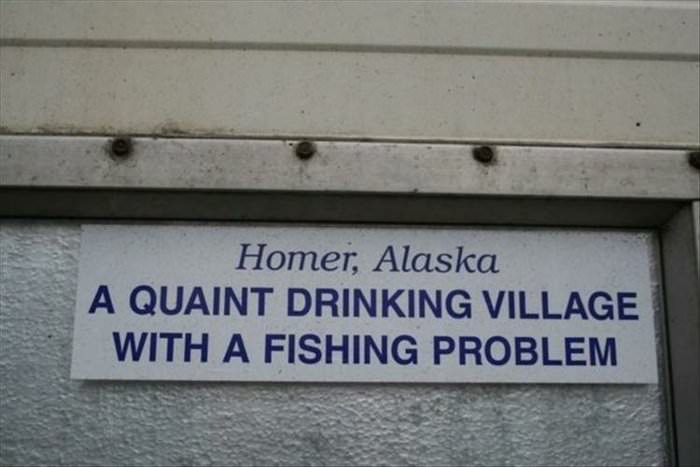 Homer, Alaska
A QUAINT DRINKING VILLAGE
WITH A FISHING PROBLEM